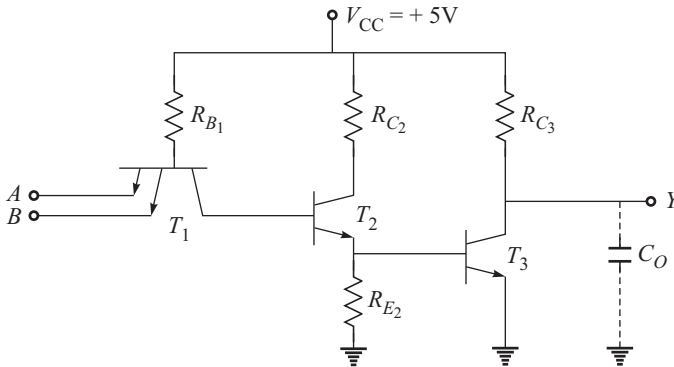 V_CC = + 5V
R_B1
R_C2
R_C3
A
B
T_1
T_2
T_3
Y
C_O
R_E2